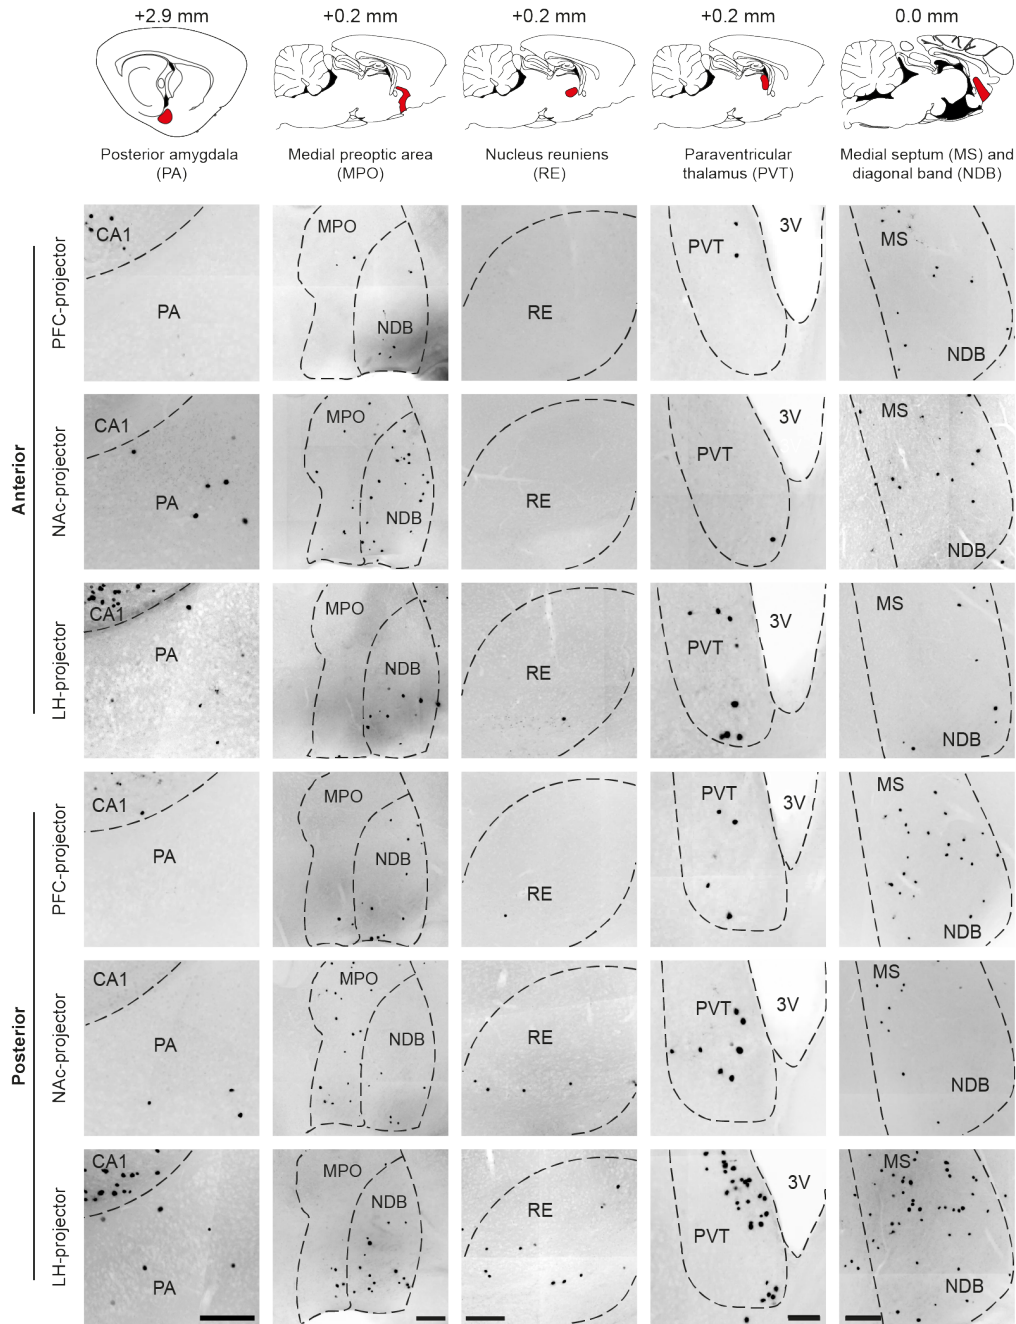 +2.9 mm
+0.2 mm
+0.2 mm
+0.2 mm
0.0 mm
Posterior amygdala
(PA)
Medial preoptic area
(MPO)
Nucleus reuniens
(RE)
Paraventricular
thalamus (PVT)
Medial septum (MS) and
diagonal band (NDB)
Anterior
PFC-projector
CA1
PA
MPO
NDB
RE
PVT
3V
MS
NDB
NAc-projector
CA1
PA
MPO
NDB
RE
PVT
3V
MS
NDB
LH-projector
CA1
PA
MPO
NDB
RE
PVT
3V
MS
NDB
Posterior
PFC-projector
CA1
PA
MPO
NDB
RE
PVT
3V
MS
NDB
NAc-projector
CA1
PA
MPO
NDB
RE
PVT
3V
MS
NDB
LH-projector
CA1
PA
MPO
NDB
RE
PVT
3V
MS
NDB